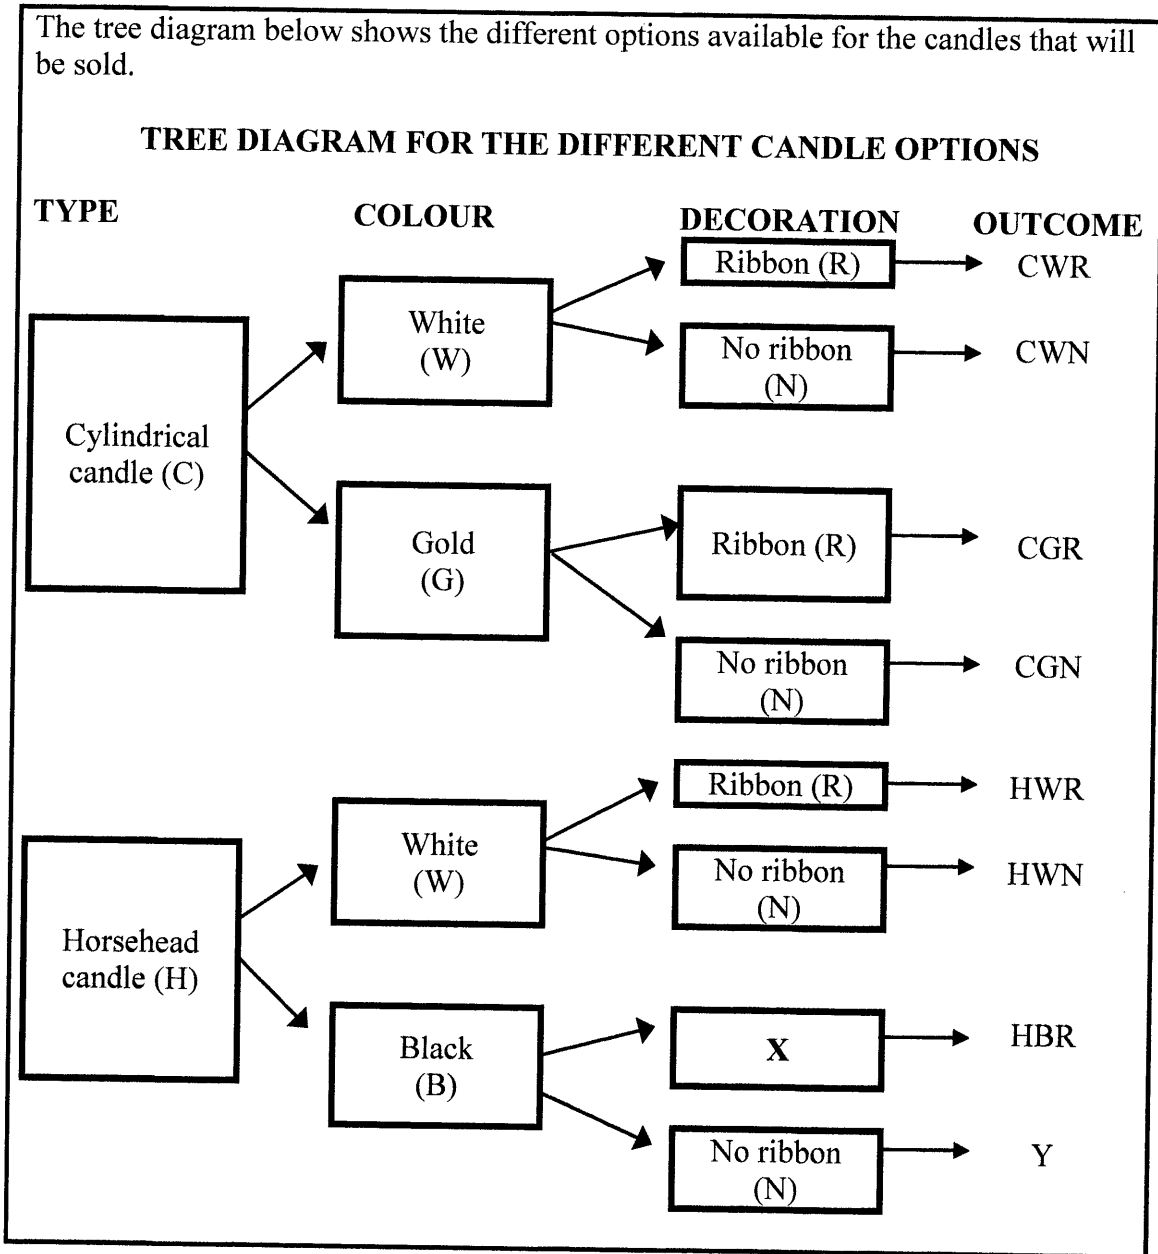 The tree diagram below shows the different options available for the candles that will
be sold.
TREE DIAGRAM FOR THE DIFFERENT CANDLE OPTIONS
TYPE
COLOUR
DECORATION
OUTCOME
Cylindrical
candle (C)
White
(W)
Ribbon (R)
CWR
No ribbon
(N)
CWN
Gold
(G)
Ribbon (R)
CGR
No ribbon
(N)
CGN
Horsehead
candle (H)
White
(W)
Ribbon (R)
HWR
No ribbon
(N)
HWN
Black
(B)
X
HBR
No ribbon
(N)
Y